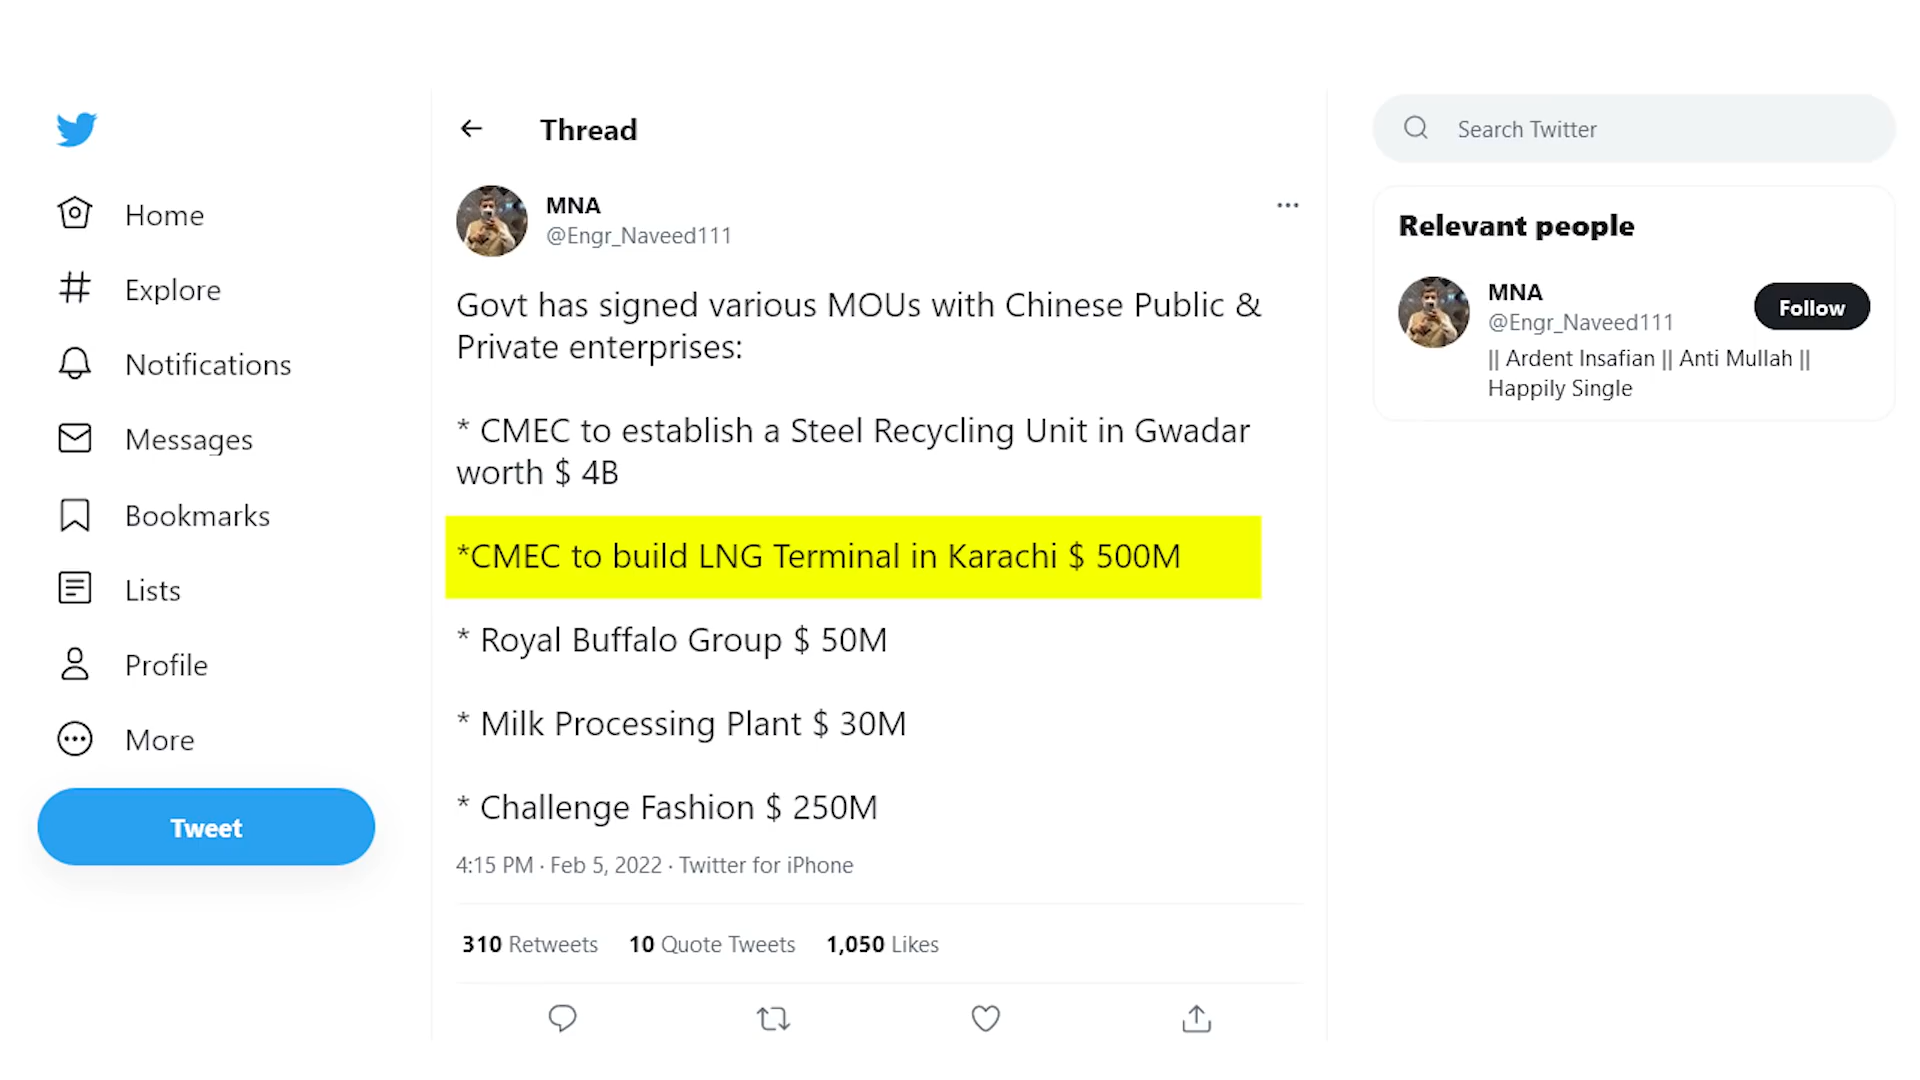 Thread
Search Twitter
Home
Explore
Notifications
Messages
Bookmarks
Lists
Profile
More
Tweet
MNA
@Engr_Naveed111
Govt has signed various MOUs with Chinese Public &
Private enterprises:
* CMEC to establish a Steel Recycling Unit in Gwadar
worth $ 4B
*CMEC to build LNG Terminal in Karachi $ 500M
* Royal Buffalo Group $ 50M
* Milk Processing Plant $ 30M
* Challenge Fashion $ 250M
4:15 PM · Feb 5, 2022 · Twitter for iPhone
310 Retweets 10 Quote Tweets 1,050 Likes
Relevant people
MNA
@Engr_Naveed111
Follow
|| Ardent Insafian || Anti Mullah ||
Happily Single